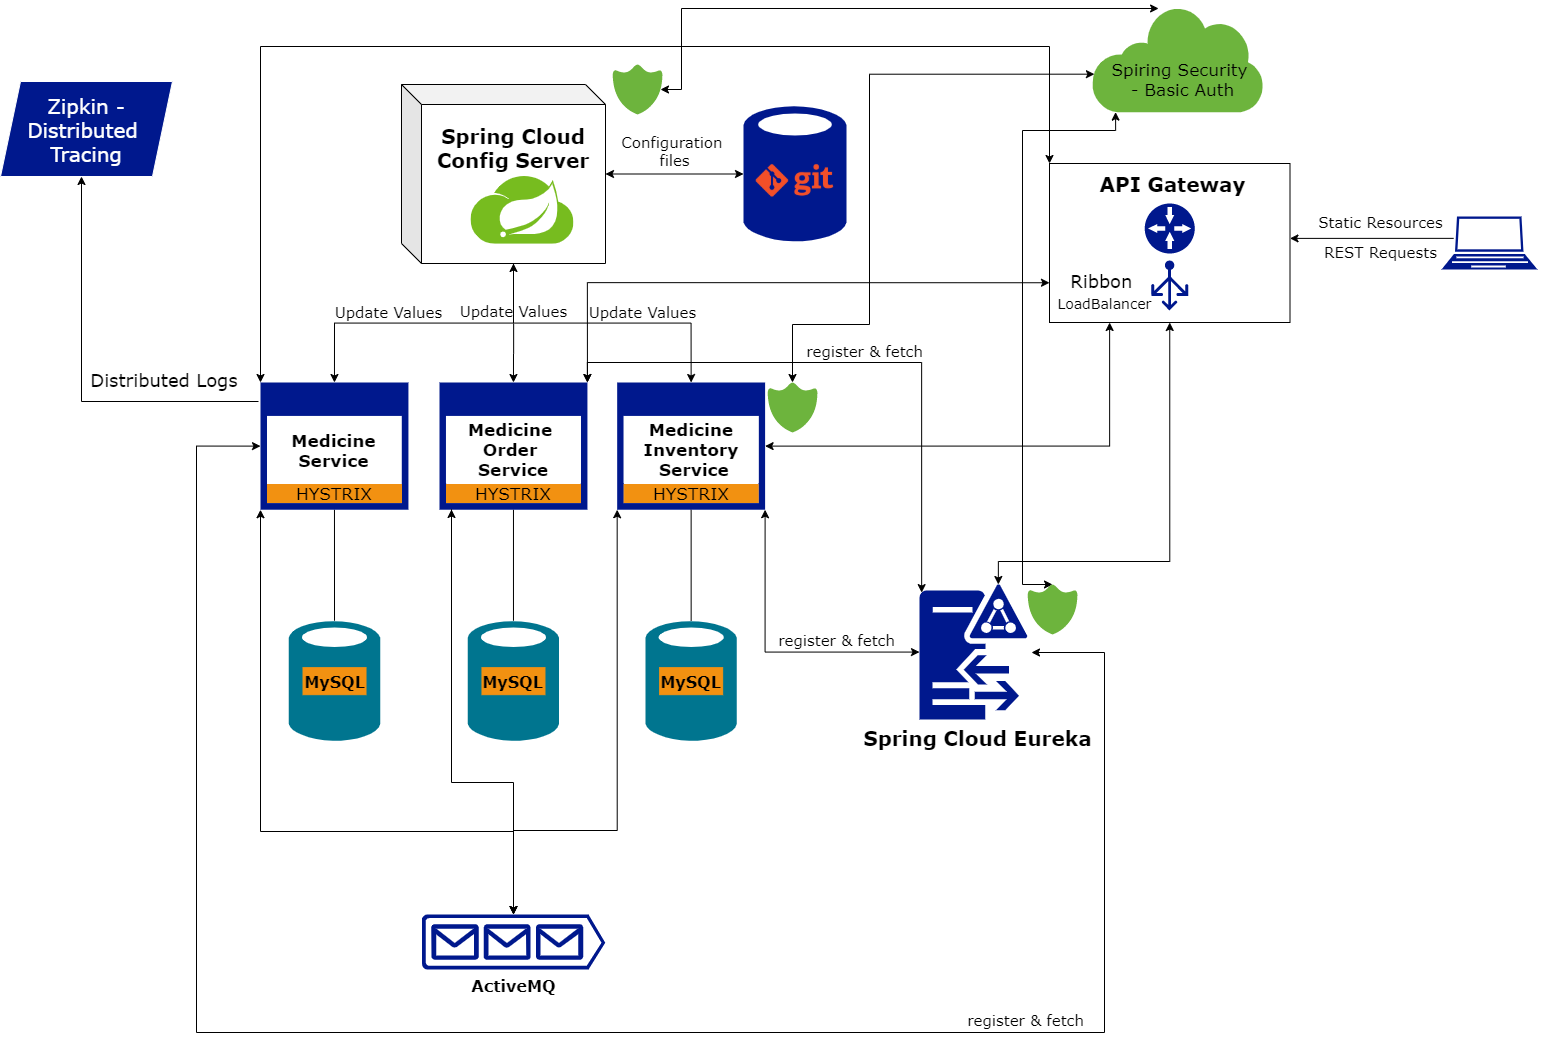 Spiring Security
- Basic Auth
Zipkin -
Distributed
Tracing
Spring Cloud
Config Server
Configuration
files
git
API Gateway
Ribbon
LoadBalancer
Static Resources
REST Requests
Update Values
Update Values
Update Values
register & fetch
Distributed Logs
Medicine
Service
HYSTRIX
Medicine
Order
Service
HYSTRIX
Medicine
Inventory
Service
HYSTRIX
MySQL
MySQL
MySQL
register & fetch
Spring Cloud Eureka
ActiveMQ
register & fetch